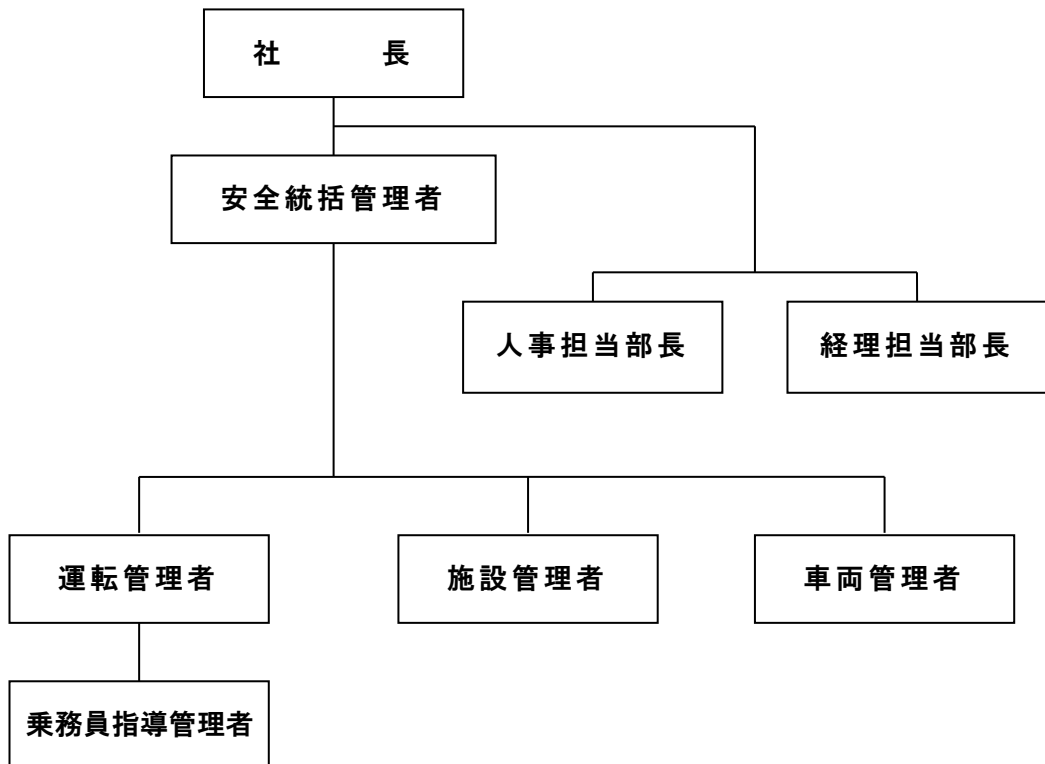 社　　　長
安全統括管理者
人事担当部長
経理担当部長
運転管理者
施設管理者
車両管理者
乗務員指導管理者